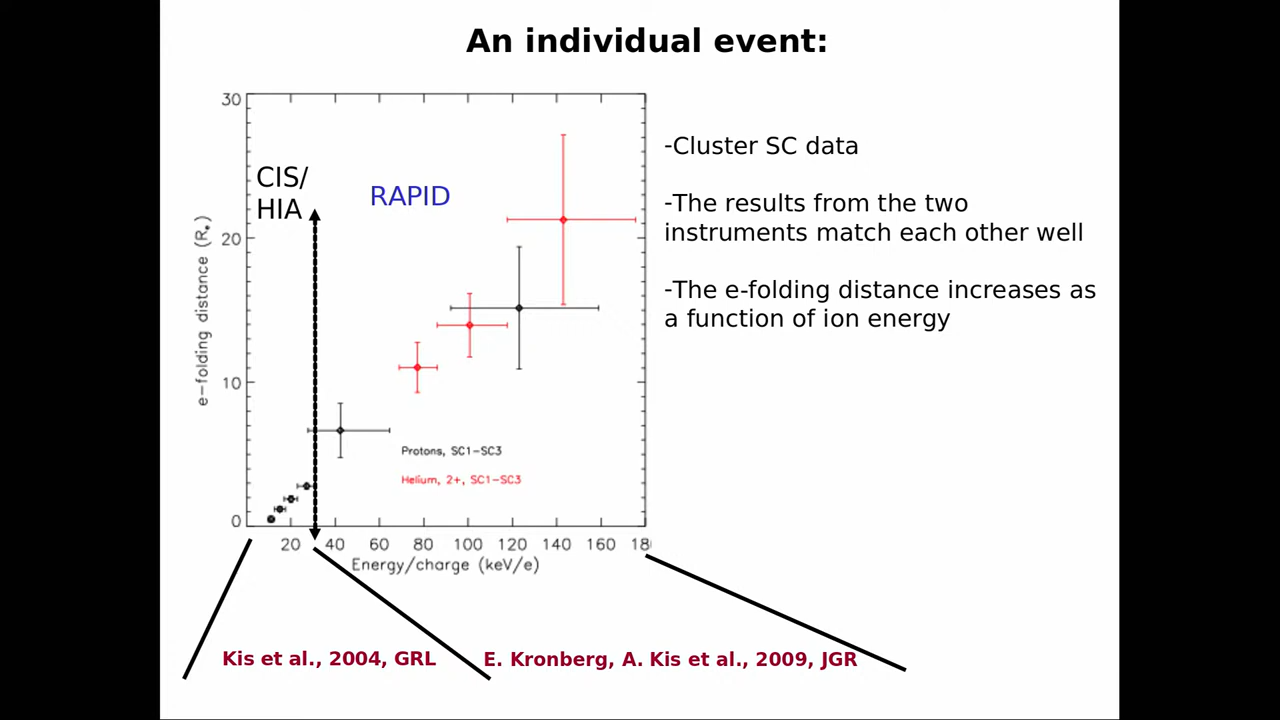 An individual event:
30
CIS/
HIA
RAPID
20
e-folding distance (Rₑ)
10
Protons, SC1-SC3
Helium, 2+, SC1-SC3
0
20 40 60 80 100 120 140 160 18
Energy/charge (keV/e)
-Cluster SC data
-The results from the two
instruments match each other well
-The e-folding distance increases as
a function of ion energy
Kis et al., 2004, GRL
E. Kronberg, A. Kis et al., 2009, JGR